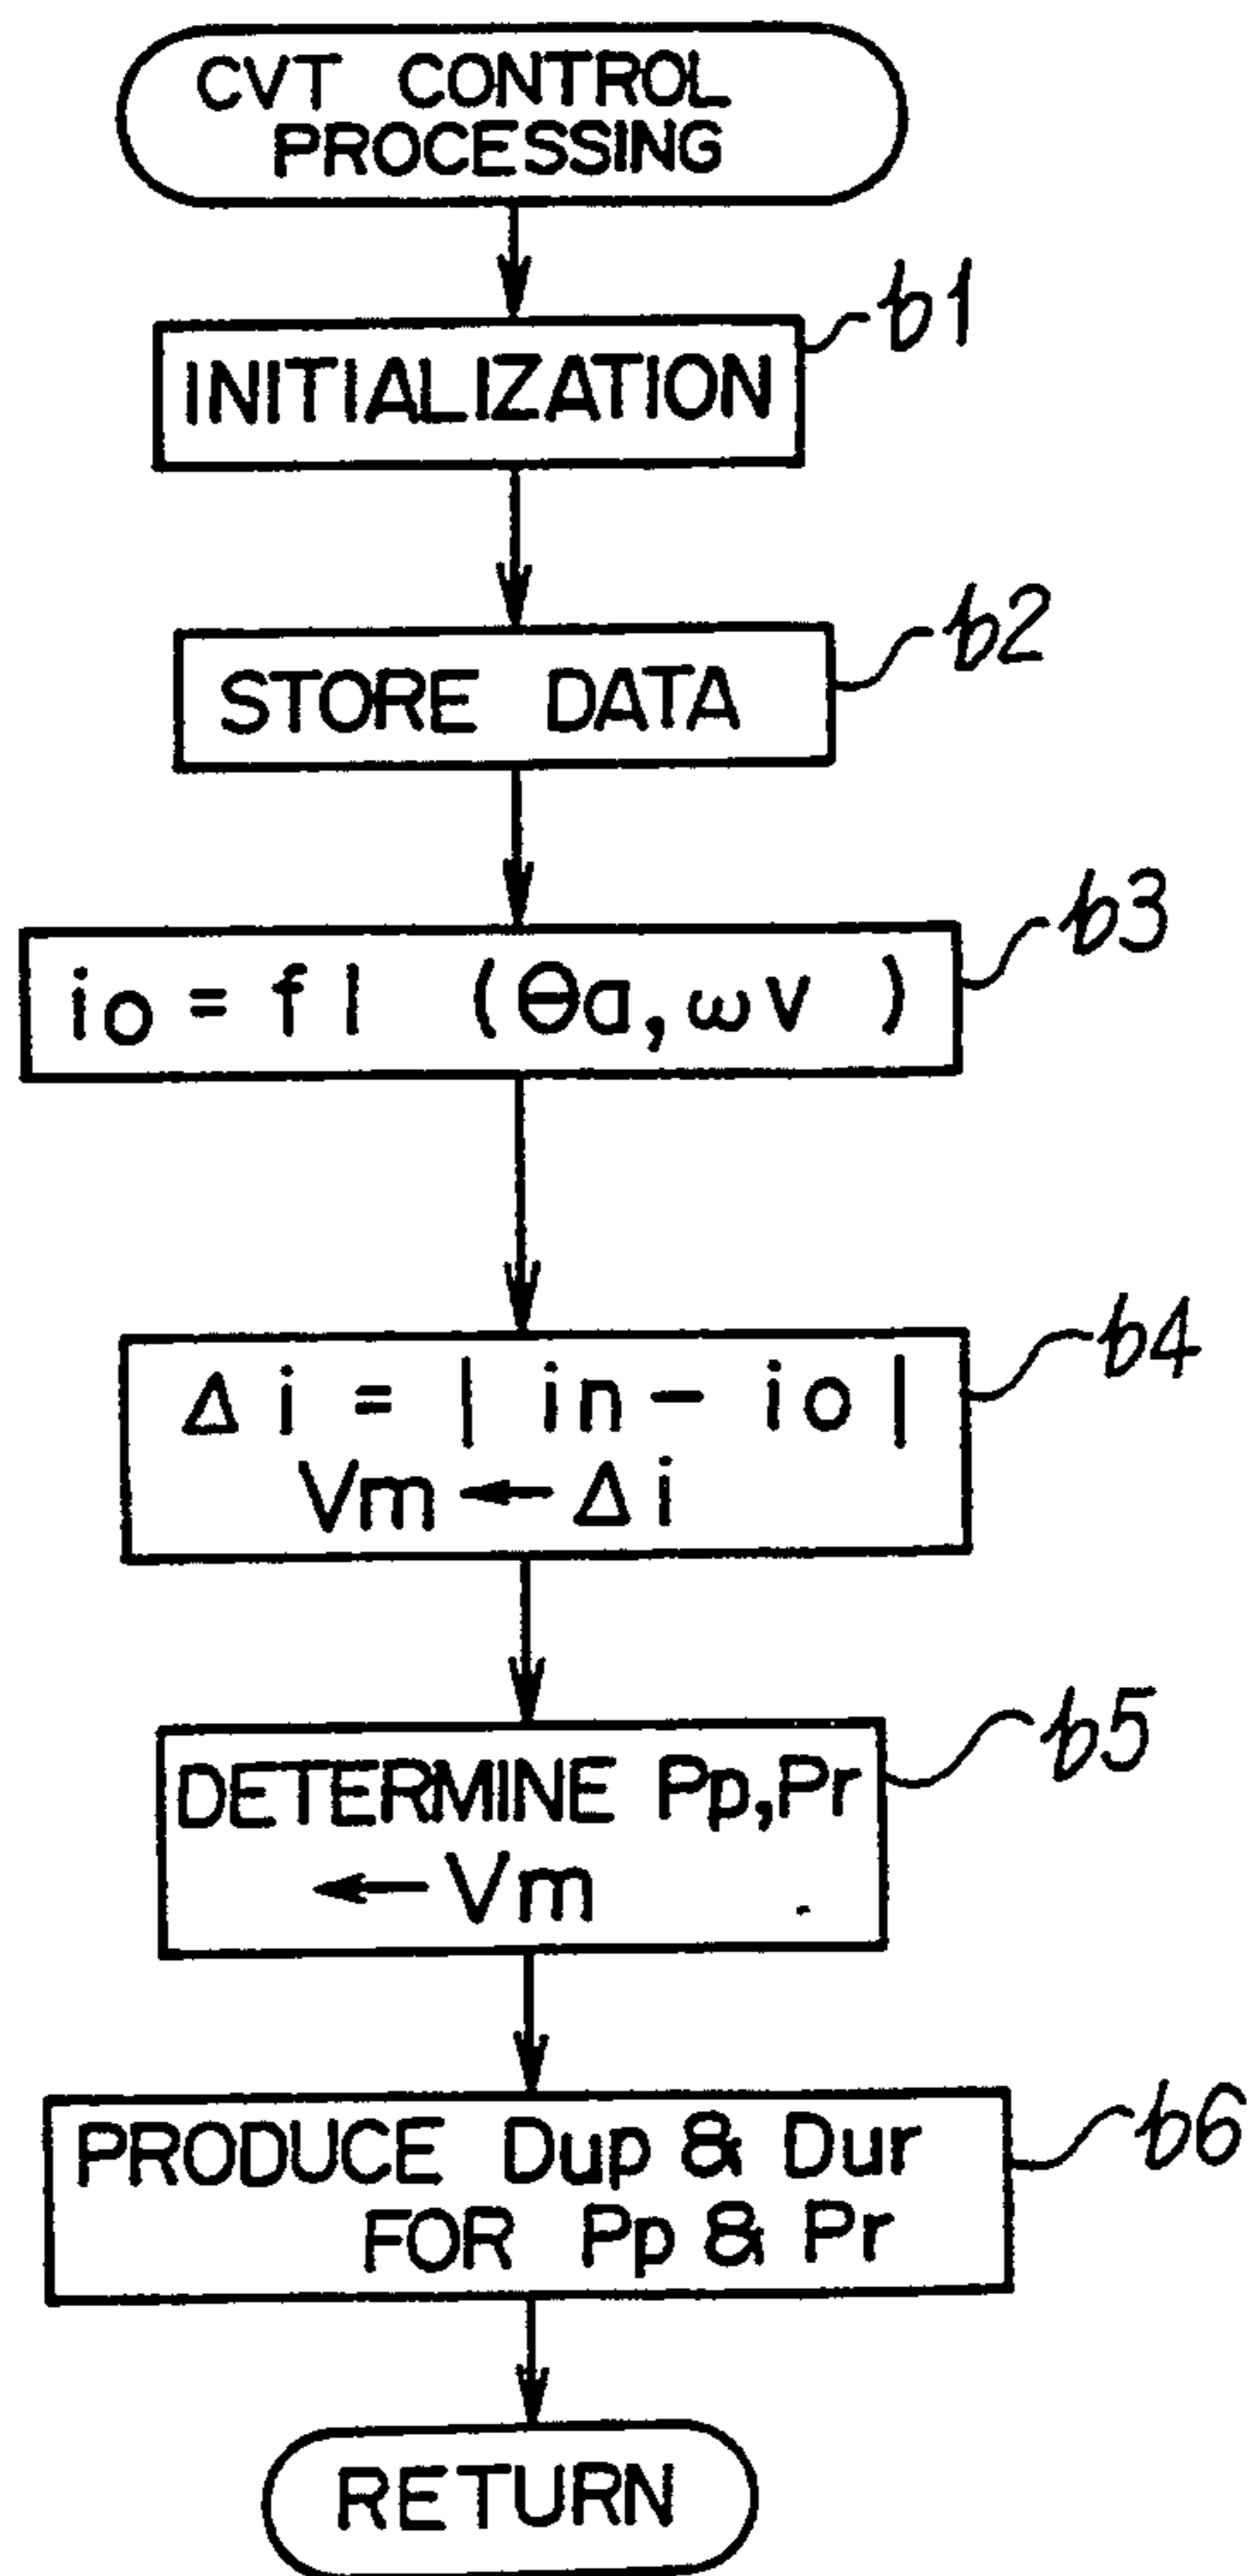 CVT CONTROL
PROCESSING
b1
INITIALIZATION
b2
STORE DATA
b3
io = f1 (θa, ωv )
b4
Δi = | in - io |
Vm ← Δi
b5
DETERMINE Pp, Pr
← Vm
b6
PRODUCE Dup & Dur
FOR Pp & Pr
RETURN